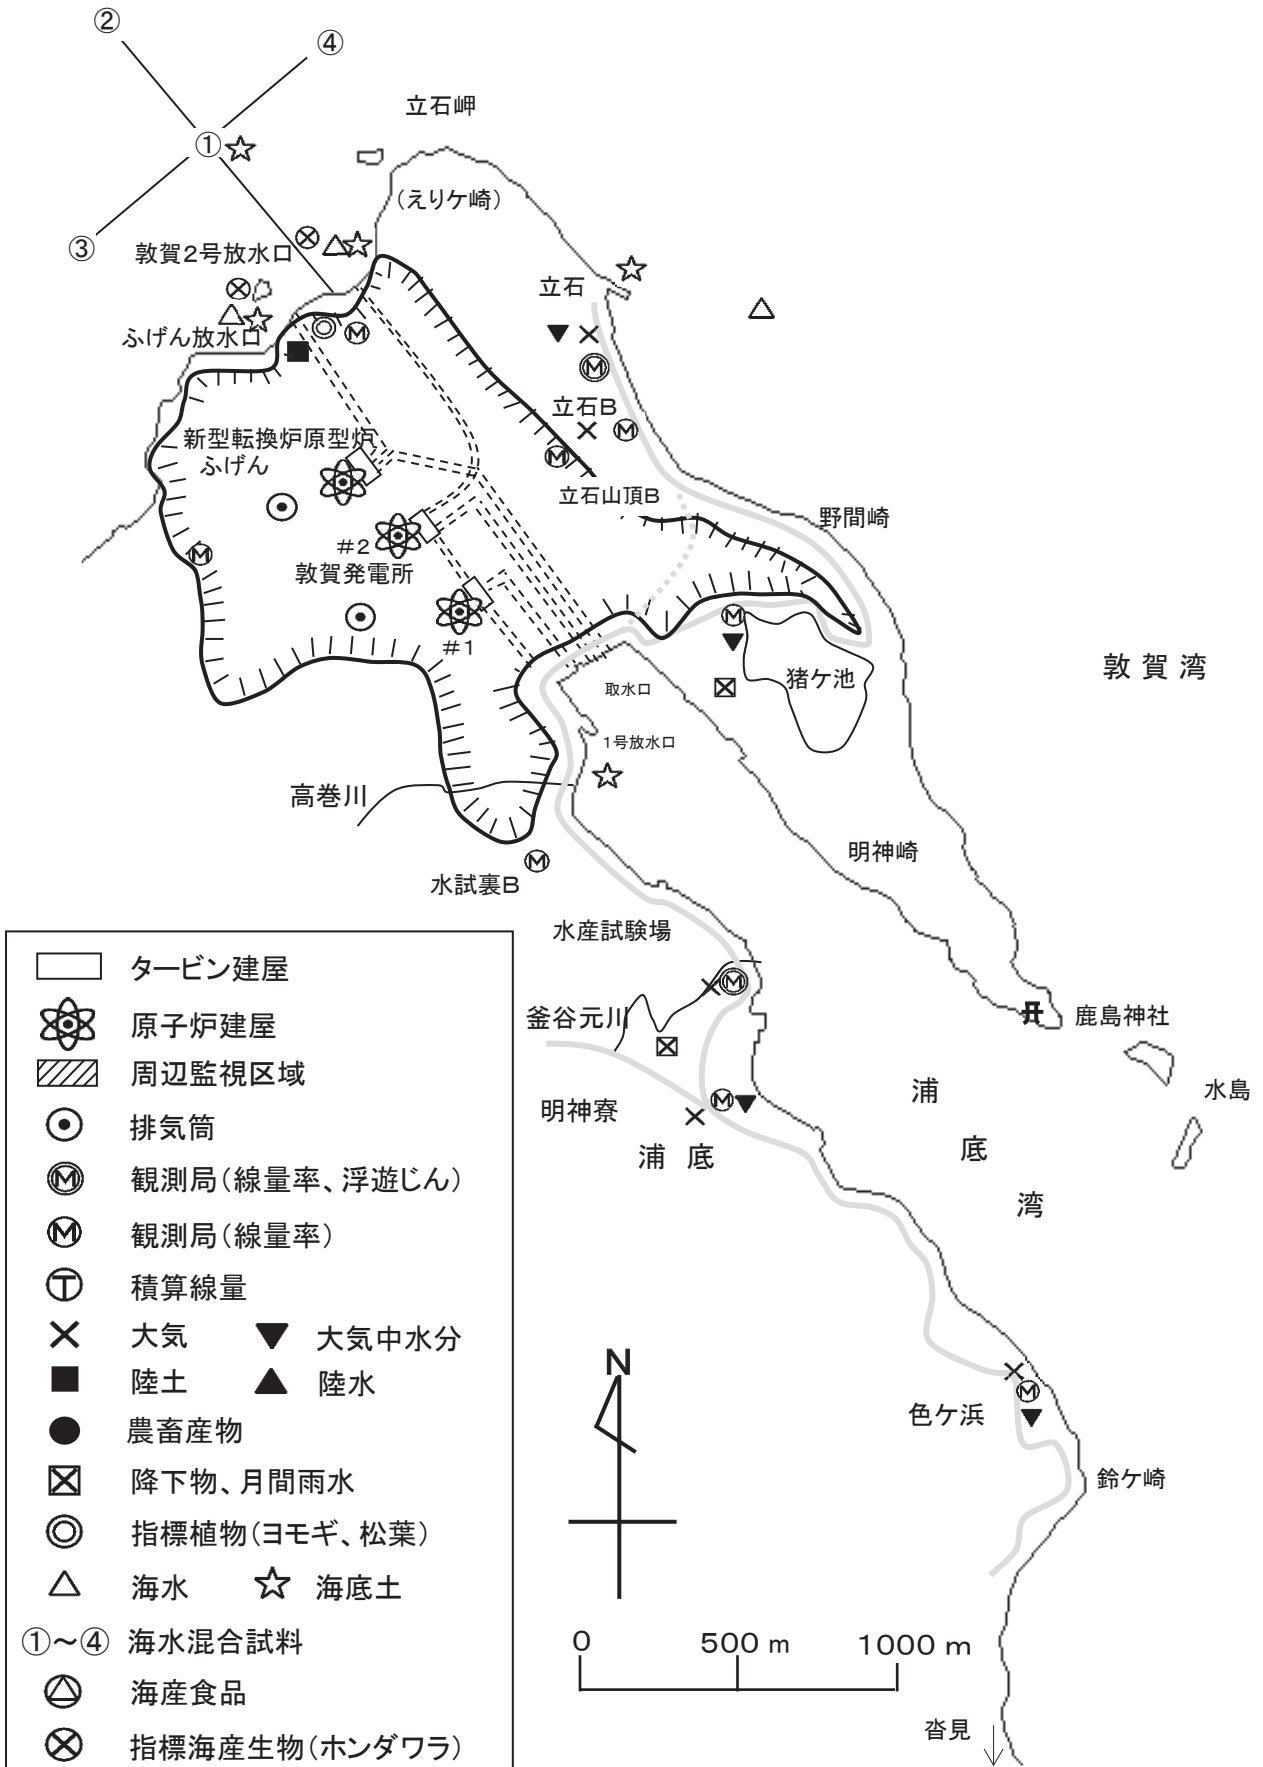 ②
④
立石岬
①
(えりケ崎)
③
敦賀2号放水口
立石
ふげん放水口
M
M
立石B
M
新型転換炉原型炉
ふげん
M
立石山頂B
野間崎
#2
敦賀発電所
M
#1
M
敦賀湾
猪ケ池
取水口
1号放水口
高巻川
明神崎
M
水試裏B
水産試験場
M
釜谷元川
鹿島神社
水島
明神寮
M
浦底
浦底湾
色ケ浜
M
鈴ケ崎
N
0 500m 1000m
沓見
タービン建屋
原子炉建屋
周辺監視区域
排気筒
M 観測局(線量率、浮遊じん)
M 観測局(線量率)
T 積算線量
大気 大気中水分
陸土 陸水
農畜産物
降下物、月間雨水
指標植物(ヨモギ、松葉)
海水 海底土
①~④ 海水混合試料
海産食品
指標海産生物(ホンダワラ)